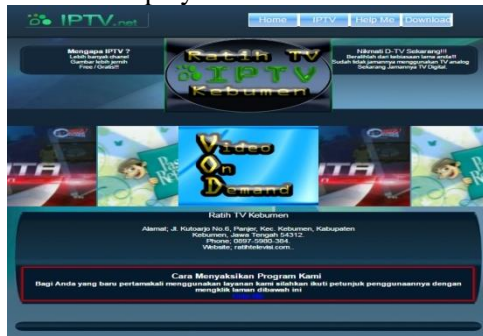 IPTV.net
Home IPTV Help Me Download
Mengapa IPTV ?
Lebih banyak chanel
Gambar lebih jernih
Free / Gratis!!
Ratih TV
IPTV
Kebumen
Nikmati D-TV Sekarang!!!
Beralihlah dari kebiasaan lama anda!!
Sudah tidak jamannya menggunakan TV analog
Sekarang Jamannya TV Digital.
Video
On
Demand
Ratih TV Kebumen
Alamat; Jl. Kutoarjo No.6, Panjer, Kec. Kebumen, Kabupaten
Kebumen, Jawa Tengah 54312.
Phone; 0897-5980-384.
Website; ratihtelevisi.com..
Cara Menyaksikan Program Kami
Bagi Anda yang baru pertamakali menggunakan layanan kami silahkan ikuti petunjuk penggunaannya dengan
mengklik laman dibawah ini